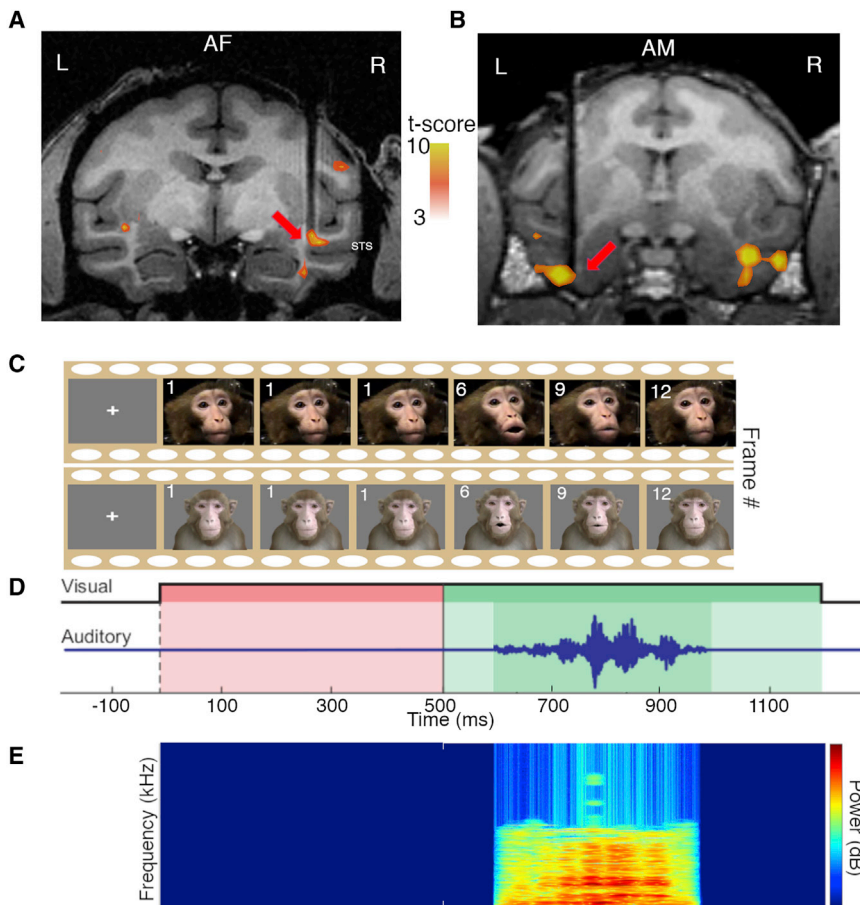 A
AF
L
R
STS
t-score
10
3
B
AM
L
R
C
+
1
1
1
6
9
12
+
1
1
1
6
9
12
Frame #
D
Visual
Auditory
-100
100
300
500
700
900
1100
Time (ms)
E
Frequency (kHz)
Power (dB)